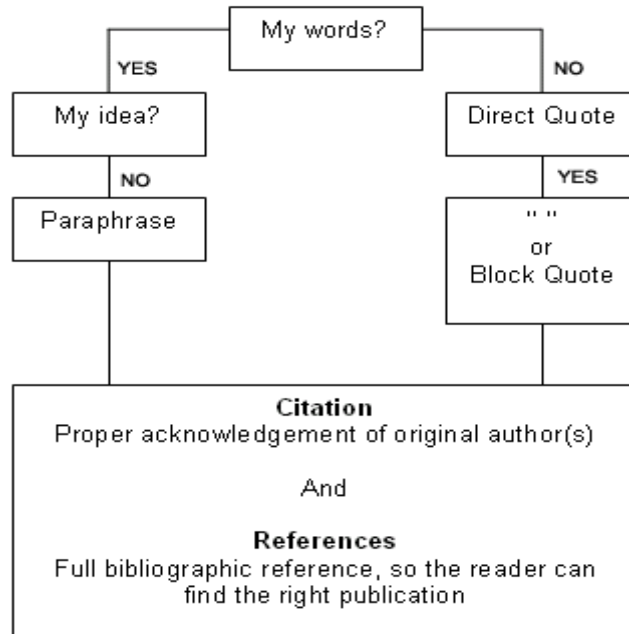 My words?
YES
NO
My idea?
Direct Quote
NO
YES
Paraphrase
" "
or
Block Quote
Citation
Proper acknowledgement of original author(s)
And
References
Full bibliographic reference, so the reader can
find the right publication